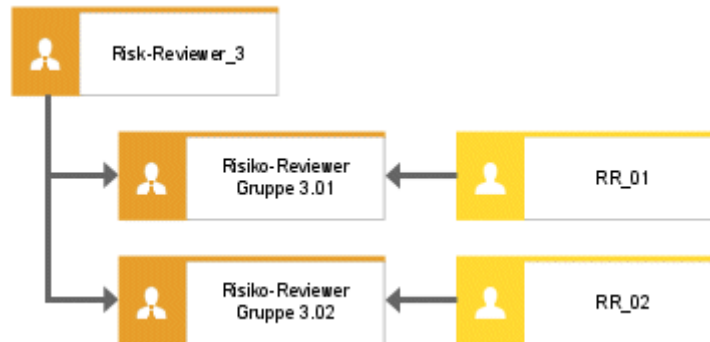 Risk-Reviewer_3
Risiko-Reviewer
Gruppe 3.01
RR_01
Risiko-Reviewer
Gruppe 3.02
RR_02